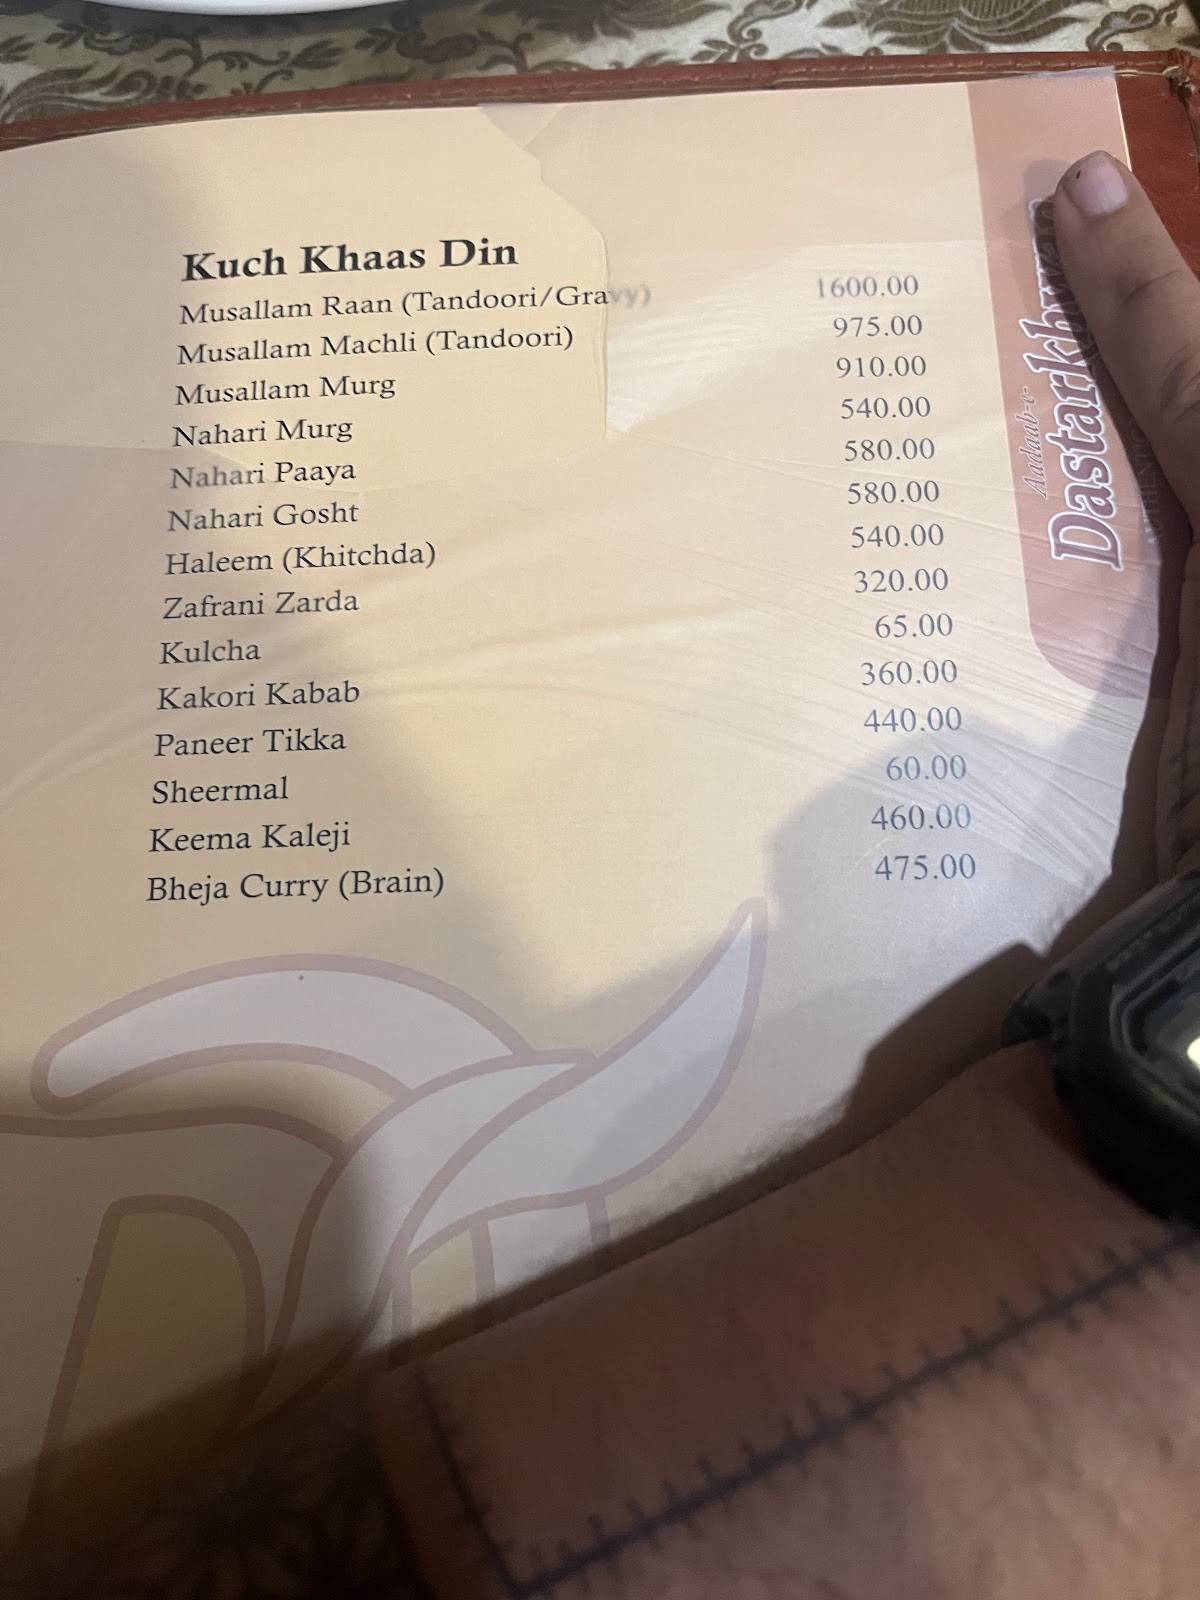 Kuch Khaas Din
Musallam Raan (Tandoori/Gravy) 1600.00
Musallam Machli (Tandoori) 975.00
Musallam Murg 910.00
Nahari Murg 540.00
Nahari Paaya 580.00
Nahari Gosht 580.00
Haleem (Khitchda) 540.00
Zafrani Zarda 320.00
Kulcha 65.00
Kakori Kabab 360.00
Paneer Tikka 440.00
Sheermal 60.00
Keema Kaleji 460.00
Bheja Curry (Brain) 475.00
Aadaab-e-
Dastarkhwan